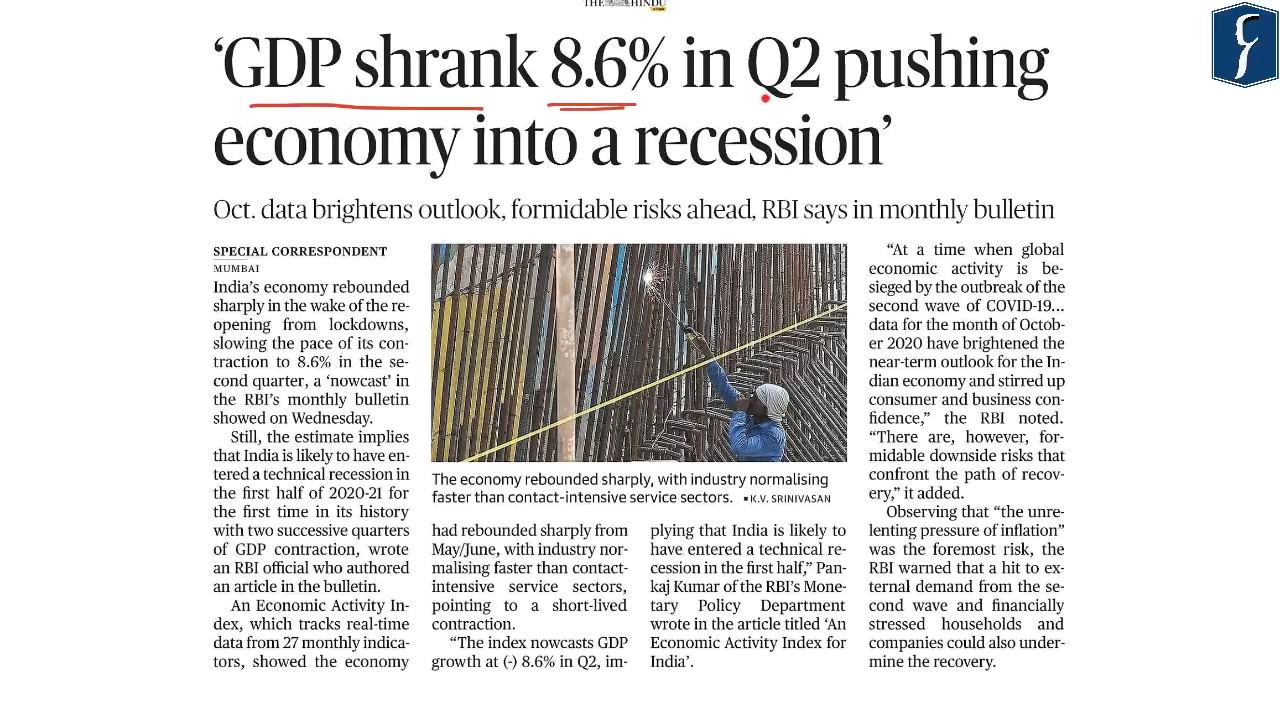 THE HINDU
‘GDP shrank 8.6% in Q2 pushing
economy into a recession’
Oct. data brightens outlook, formidable risks ahead, RBI says in monthly bulletin
SPECIAL CORRESPONDENT
MUMBAI
India’s economy rebounded
sharply in the wake of the re-
opening from lockdowns,
slowing the pace of its con-
traction to 8.6% in the se-
cond quarter, a ‘nowcast’ in
the RBI’s monthly bulletin
showed on Wednesday.
Still, the estimate implies
that India is likely to have en-
tered a technical recession in
the first half of 2020-21 for
the first time in its history
with two successive quarters
of GDP contraction, wrote
an RBI official who authored
an article in the bulletin.
An Economic Activity In-
dex, which tracks real-time
data from 27 monthly indica-
tors, showed the economy
The economy rebounded sharply, with industry normalising
faster than contact-intensive service sectors. ▪K.V. SRINIVASAN
had rebounded sharply from
May/June, with industry nor-
malising faster than contact-
intensive service sectors,
pointing to a short-lived
contraction.
“The index nowcasts GDP
growth at (-) 8.6% in Q2, im-
plying that India is likely to
have entered a technical re-
cession in the first half,” Pan-
kaj Kumar of the RBI’s Mone-
tary Policy Department
wrote in the article titled ‘An
Economic Activity Index for
India’.
“At a time when global
economic activity is be-
sieged by the outbreak of the
second wave of COVID-19...
data for the month of Octob-
er 2020 have brightened the
near-term outlook for the In-
dian economy and stirred up
consumer and business con-
fidence,” the RBI noted.
“There are, however, for-
midable downside risks that
confront the path of recov-
ery,” it added.
Observing that “the unre-
lenting pressure of inflation”
was the foremost risk, the
RBI warned that a hit to ex-
ternal demand from the se-
cond wave and financially
stressed households and
companies could also under-
mine the recovery.